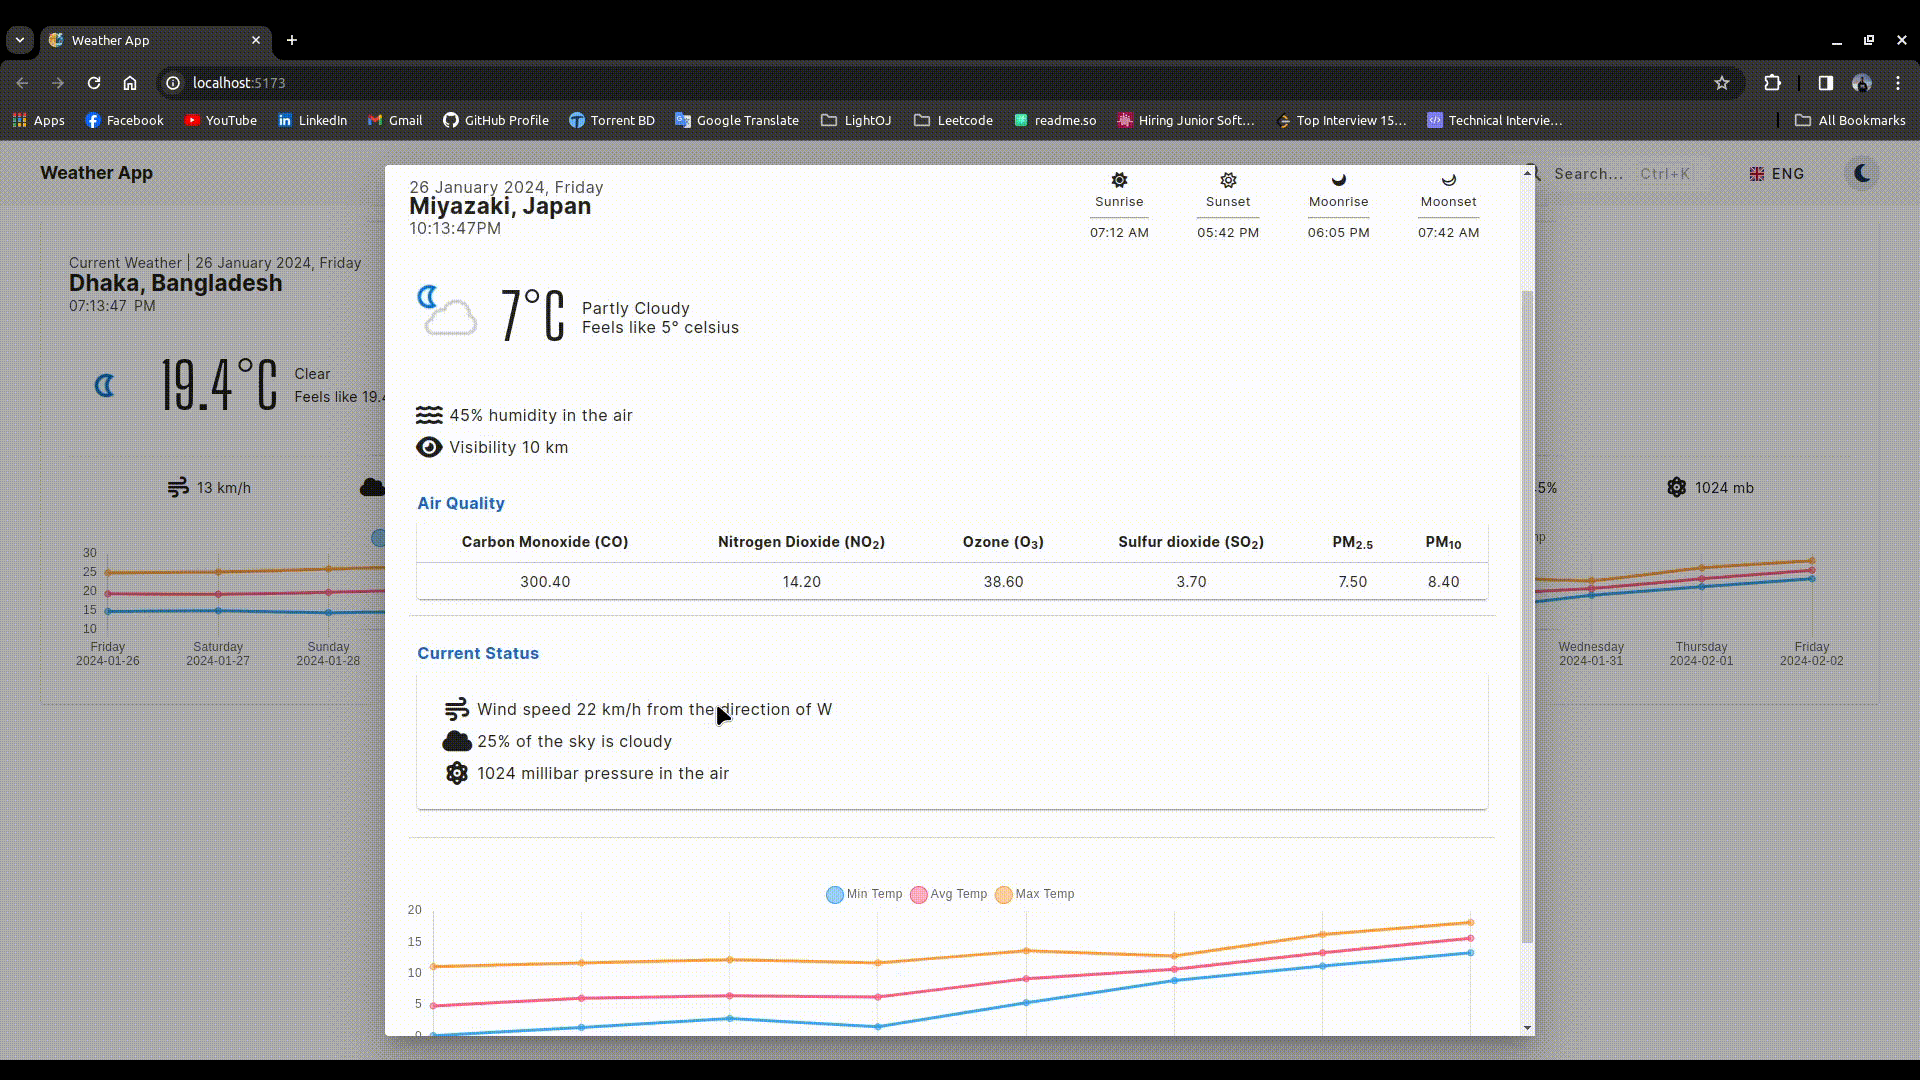 Weather App
localhost:5173
Apps Facebook YouTube LinkedIn Gmail GitHub Profile Torrent BD Google Translate LightOJ Leetcode readme.so Hiring Junior Soft... Top Interview 15... Technical Intervie... All Bookmarks
Weather App
Search... Ctrl+K ENG
Current Weather | 26 January 2024, Friday
Dhaka, Bangladesh
07:13:47 PM
19.4°C
Clear
Feels like 19.4
13 km/h
5%
1024 mb
30
25
20
15
10
Friday
2024-01-26
Saturday
2024-01-27
Sunday
2024-01-28
Wednesday
2024-01-31
Thursday
2024-02-01
Friday
2024-02-02
26 January 2024, Friday
Miyazaki, Japan
10:13:47PM
Sunrise Sunset Moonrise Moonset
07:12 AM 05:42 PM 06:05 PM 07:42 AM
7°C
Partly Cloudy
Feels like 5° celsius
45% humidity in the air
Visibility 10 km
Air Quality
Carbon Monoxide (CO) Nitrogen Dioxide (NO₂) Ozone (O₃) Sulfur dioxide (SO₂) PM₂.₅ PM₁₀
300.40 14.20 38.60 3.70 7.50 8.40
Current Status
Wind speed 22 km/h from the direction of W
25% of the sky is cloudy
1024 millibar pressure in the air
Min Temp Avg Temp Max Temp
20
15
10
5
0